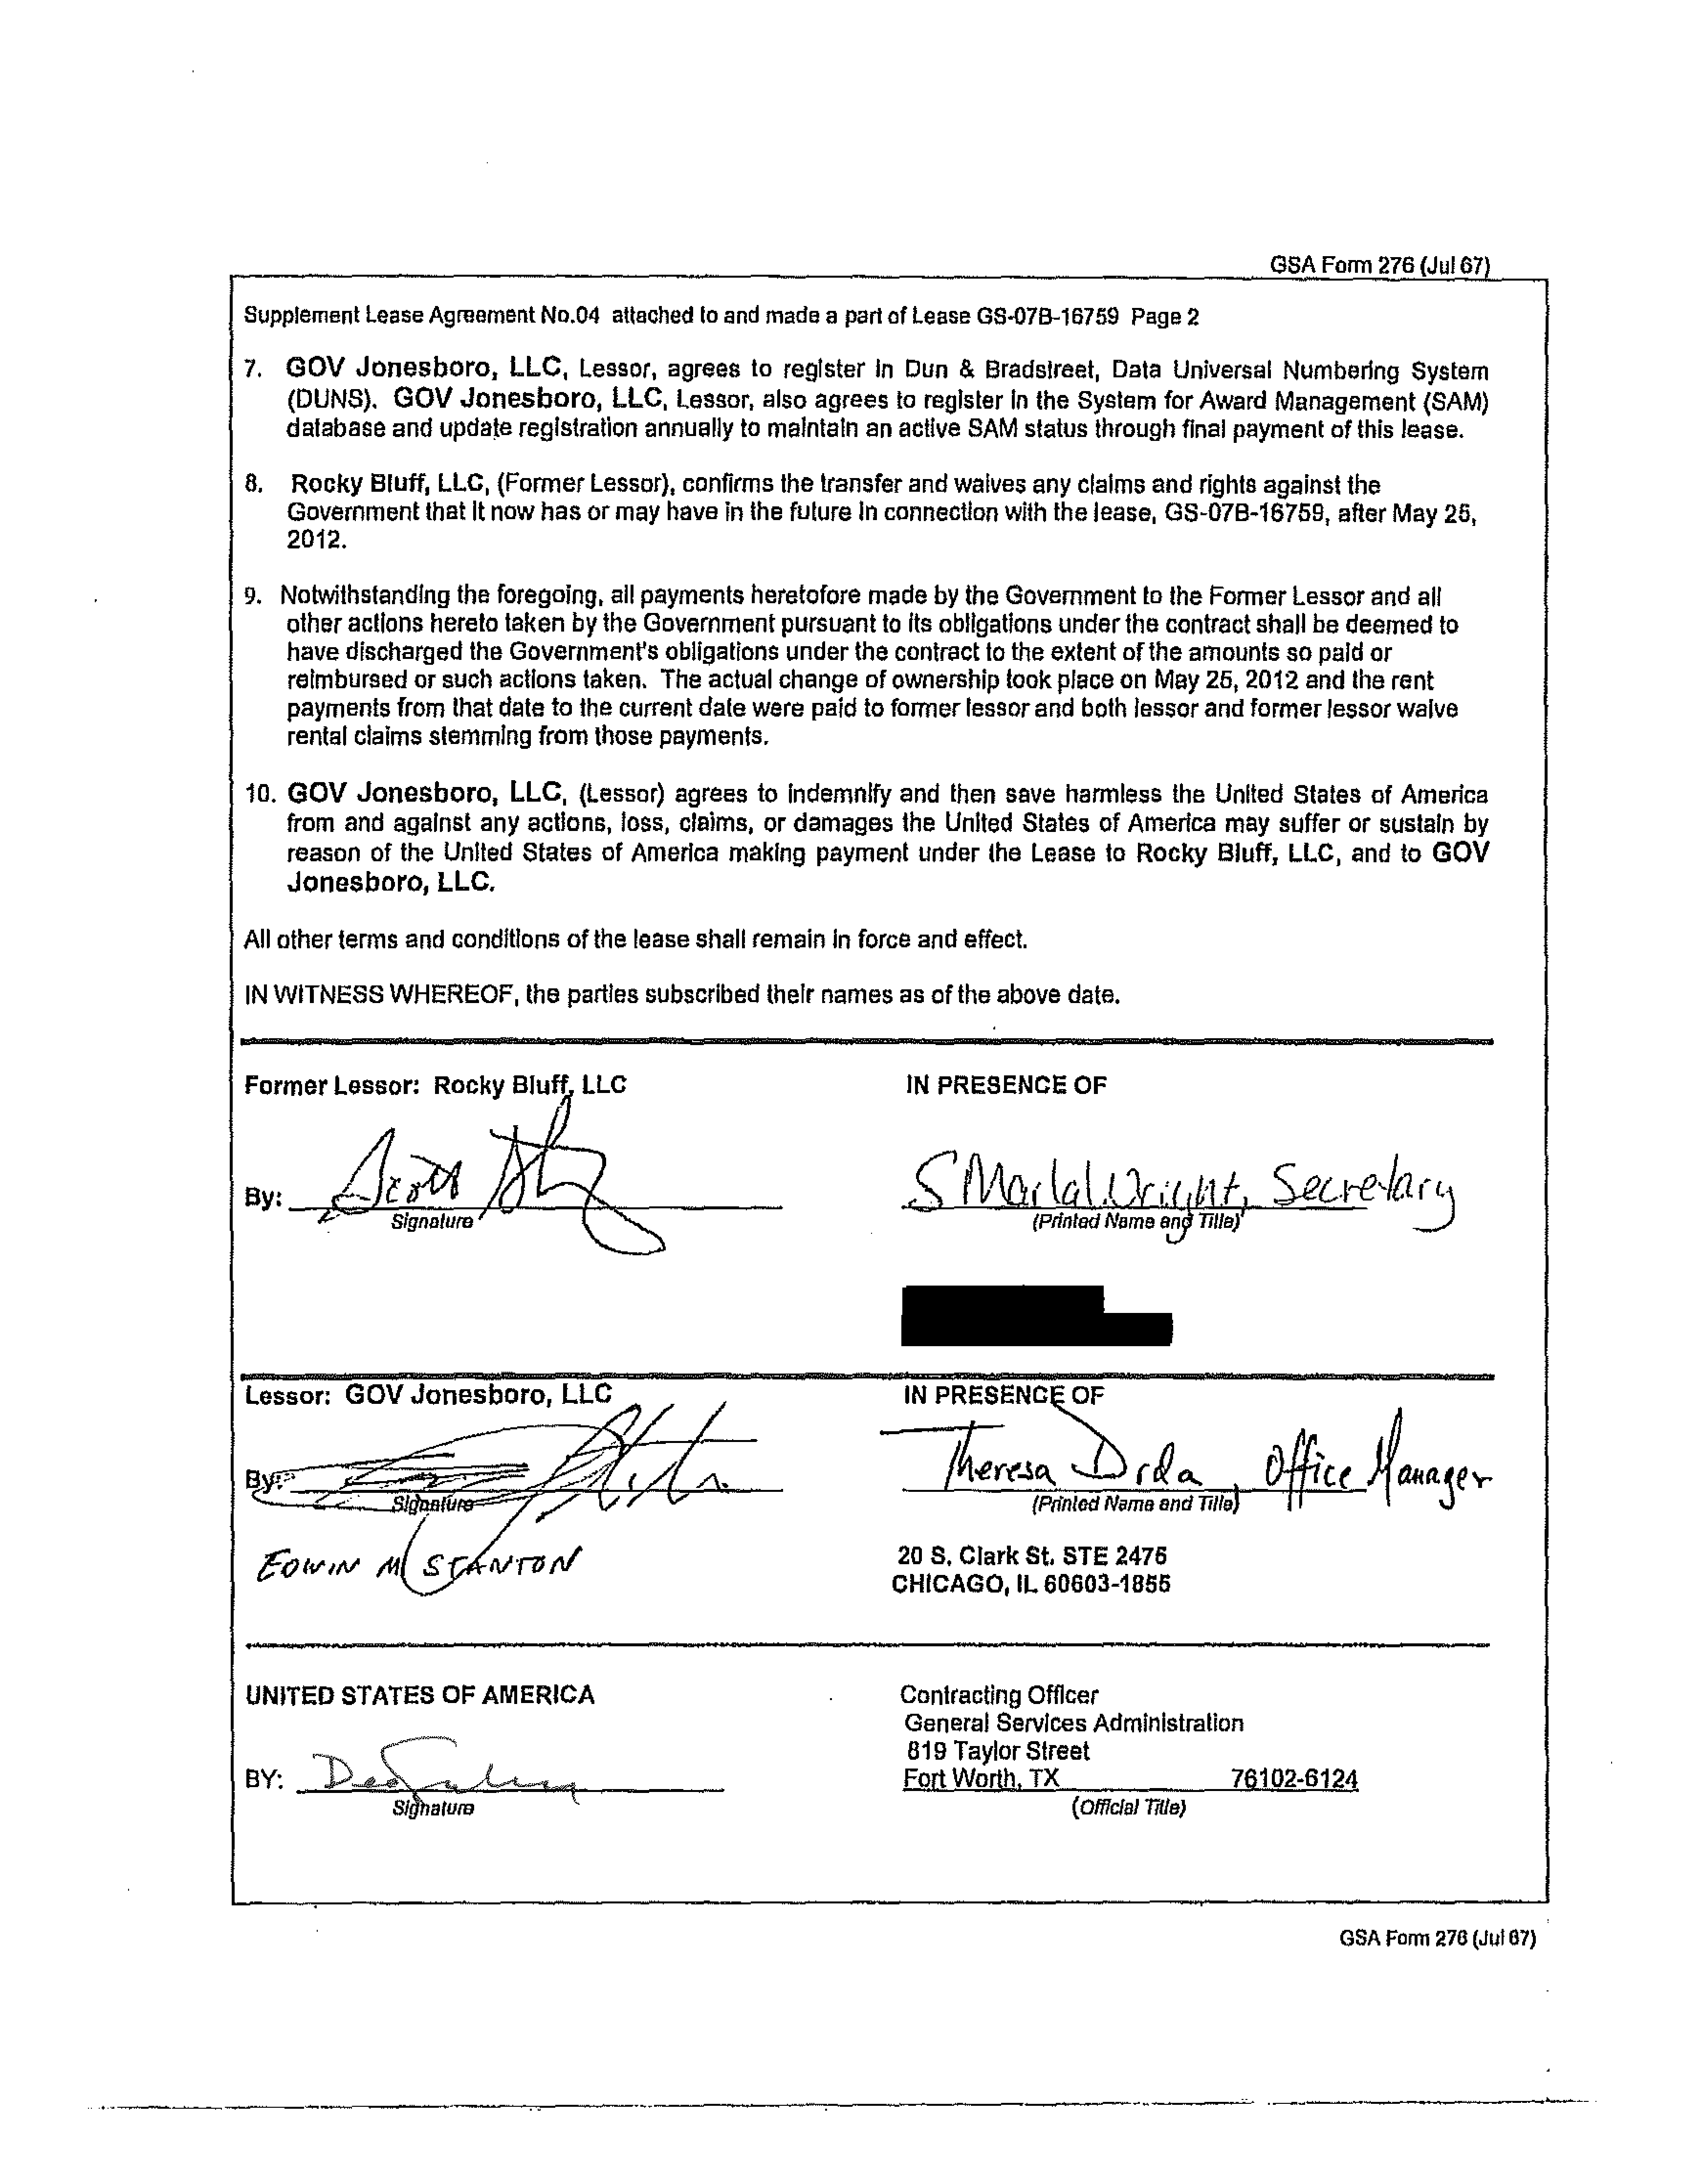 GSA Form 276 (Jul 67)
Supplement Lease Agreement No.04 attached to and made a part of Lease GS-07B-16759 Page 2
7. GOV Jonesboro, LLC, Lessor, agrees to register in Dun & Bradstreet, Data Universal Numbering System
(DUNS). GOV Jonesboro, LLC, Lessor, also agrees to register in the System for Award Management (SAM)
database and update registration annually to maintain an active SAM status through final payment of this lease.
8. Rocky Bluff, LLC, (Former Lessor), confirms the transfer and waives any claims and rights against the
Government that it now has or may have in the future in connection with the lease, GS-07B-16759, after May 25,
2012.
9. Notwithstanding the foregoing, all payments heretofore made by the Government to the Former Lessor and all
other actions hereto taken by the Government pursuant to its obligations under the contract shall be deemed to
have discharged the Government's obligations under the contract to the extent of the amounts so paid or
reimbursed or such actions taken. The actual change of ownership took place on May 25, 2012 and the rent
payments from that date to the current date were paid to former lessor and both lessor and former lessor waive
rental claims stemming from those payments.
10. GOV Jonesboro, LLC, (Lessor) agrees to indemnify and then save harmless the United States of America
from and against any actions, loss, claims, or damages the United States of America may suffer or sustain by
reason of the United States of America making payment under the Lease to Rocky Bluff, LLC, and to GOV
Jonesboro, LLC.
All other terms and conditions of the lease shall remain in force and effect.
IN WITNESS WHEREOF, the parties subscribed their names as of the above date.
Former Lessor: Rocky Bluff, LLC IN PRESENCE OF
By: Scott S Marla Wright, Secretary
Signature (Printed Name and Title)
Lessor: GOV Jonesboro, LLC IN PRESENCE OF
By: Theresa Drda, Office Manager
Signature (Printed Name and Title)
EDWIN M STANTON 20 S. Clark St. STE 2475
CHICAGO, IL 60603-1855
UNITED STATES OF AMERICA Contracting Officer
General Services Administration
819 Taylor Street
BY: Fort Worth, TX 76102-6124
Signature (Official Title)
GSA Form 276 (Jul 67)